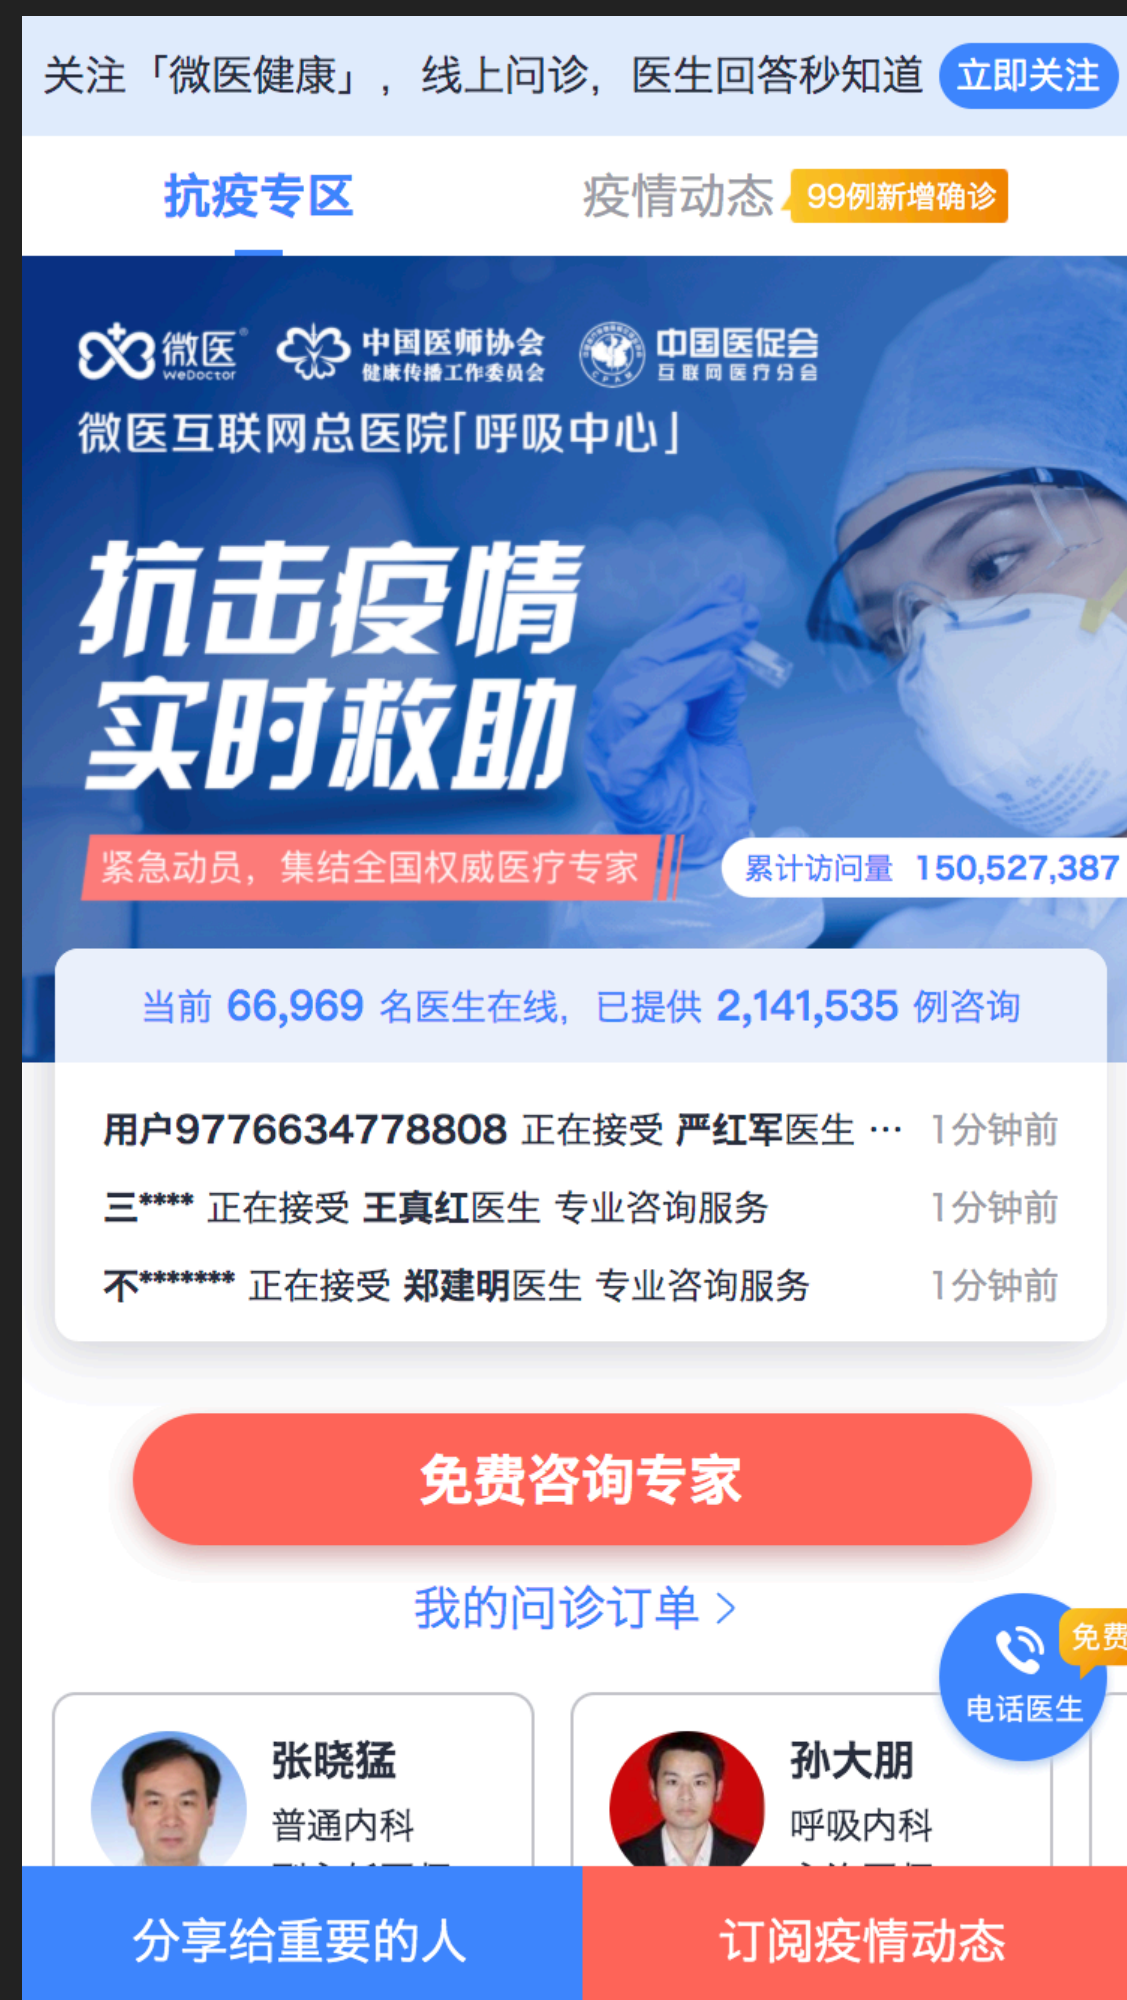 关注「微医健康」，线上问诊，医生回答秒知道 立即关注
抗疫专区 疫情动态 99例新增确诊
微医® WeDoctor 中国医师协会 健康传播工作委员会 CPAM 中国医促会 互联网医疗分会
微医互联网总医院「呼吸中心」
抗击疫情
实时救助
紧急动员，集结全国权威医疗专家
累计访问量 150,527,387
当前 66,969 名医生在线，已提供 2,141,535 例咨询
用户9776634778808 正在接受 严红军医生 ··· 1分钟前
三**** 正在接受 王真红医生 专业咨询服务 1分钟前
不******* 正在接受 郑建明医生 专业咨询服务 1分钟前
免费咨询专家
我的问诊订单 >
免费
电话医生
张晓猛
普通内科
孙大朋
呼吸内科
分享给重要的人 订阅疫情动态